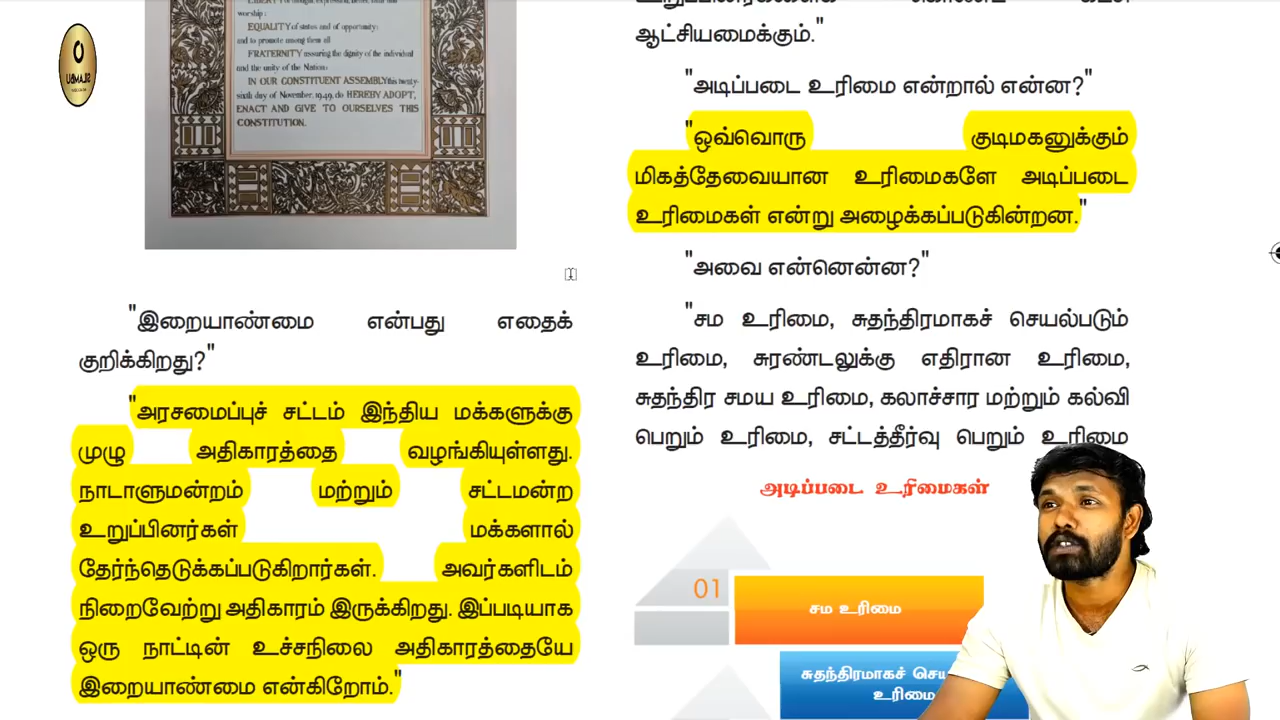 worship;
EQUALITY of status and of opportunity;
and to promote among them all
FRATERNITY assuring the dignity of the individual
and the unity of the Nation;
IN OUR CONSTITUENT ASSEMBLY this twenty-
sixth day of November, 1949, do HEREBY ADOPT,
ENACT AND GIVE TO OURSELVES THIS
CONSTITUTION.
"இறையாண்மை என்பது எதைக்
குறிக்கிறது?"
"அரசமைப்புச் சட்டம் இந்திய மக்களுக்கு
முழு அதிகாரத்தை வழங்கியுள்ளது.
நாடாளுமன்றம் மற்றும் சட்டமன்ற
உறுப்பினர்கள் மக்களால்
தேர்ந்தெடுக்கப்படுகிறார்கள். அவர்களிடம்
நிறைவேற்று அதிகாரம் இருக்கிறது. இப்படியாக
ஒரு நாட்டின் உச்சநிலை அதிகாரத்தையே
இறையாண்மை என்கிறோம்."
ஆட்சியமைக்கும்."
"அடிப்படை உரிமை என்றால் என்ன?"
"ஒவ்வொரு குடிமகனுக்கும்
மிகத்தேவையான உரிமைகளே அடிப்படை
உரிமைகள் என்று அழைக்கப்படுகின்றன."
"அவை என்னென்ன?"
"சம உரிமை, சுதந்திரமாகச் செயல்படும்
உரிமை, சுரண்டலுக்கு எதிரான உரிமை,
சுதந்திர சமய உரிமை, கலாச்சார மற்றும் கல்வி
பெறும் உரிமை, சட்டத்தீர்வு பெறும் உரிமை
அடிப்படை உரிமைகள்
01
சம உரிமை
சுதந்திரமாகச்
உரிமை